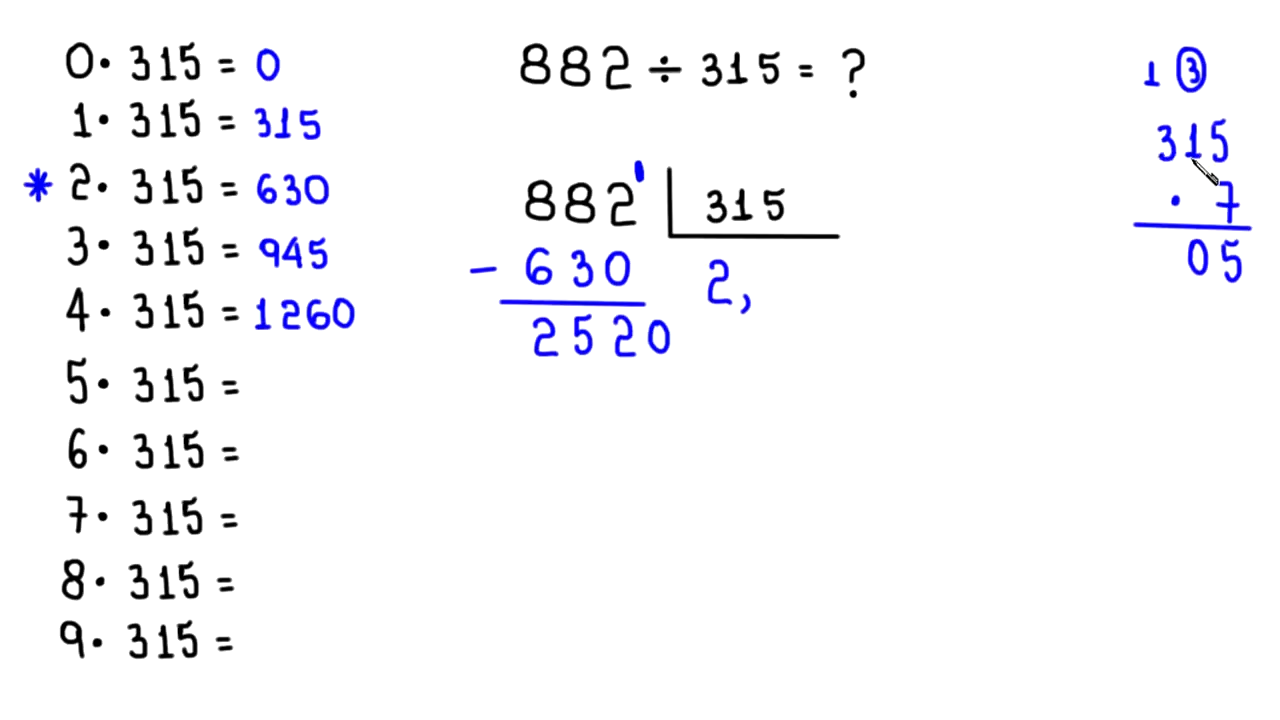 0· 315 = 0
1· 315 = 315
* 2· 315 = 630
3· 315 = 945
4· 315 = 1260
5· 315 =
6· 315 =
7· 315 =
8· 315 =
9· 315 =
882 ÷ 315 = ?
882' 315
- 630 2,
2520
1 3
315
· 7
05